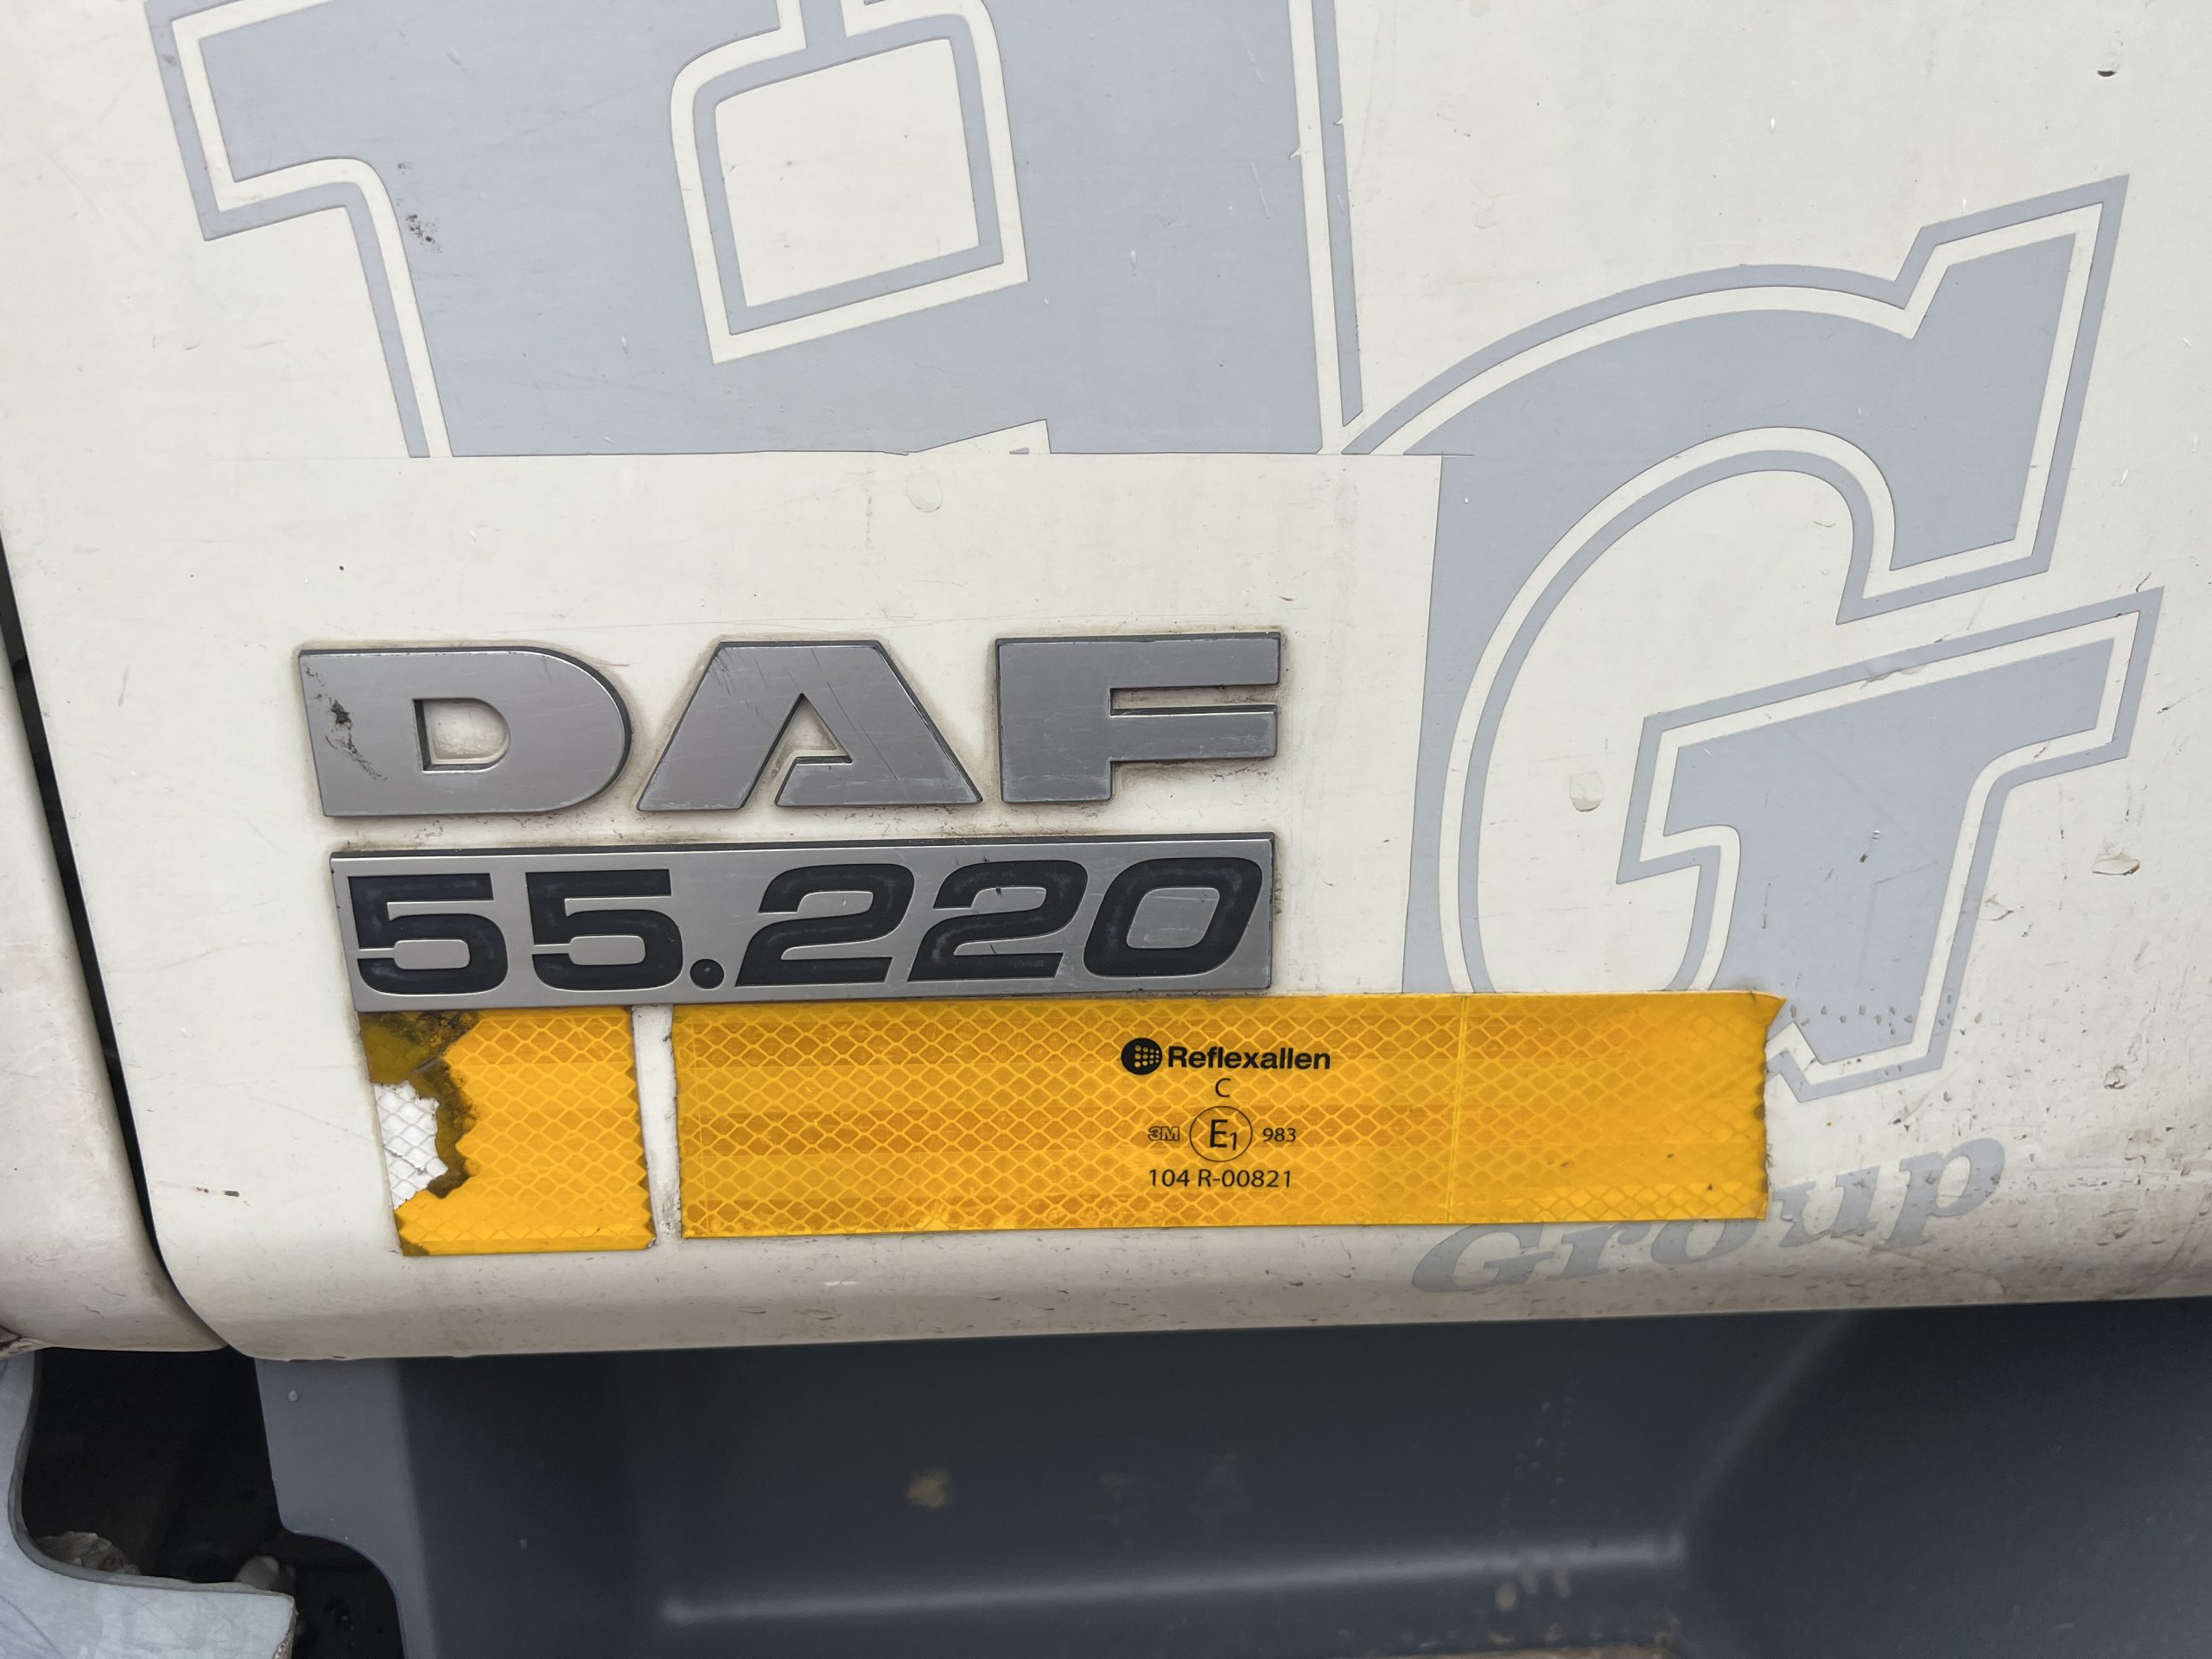 G
DAF
55.220
Reflexallen
C
3M E1 983
104 R-00821
Group